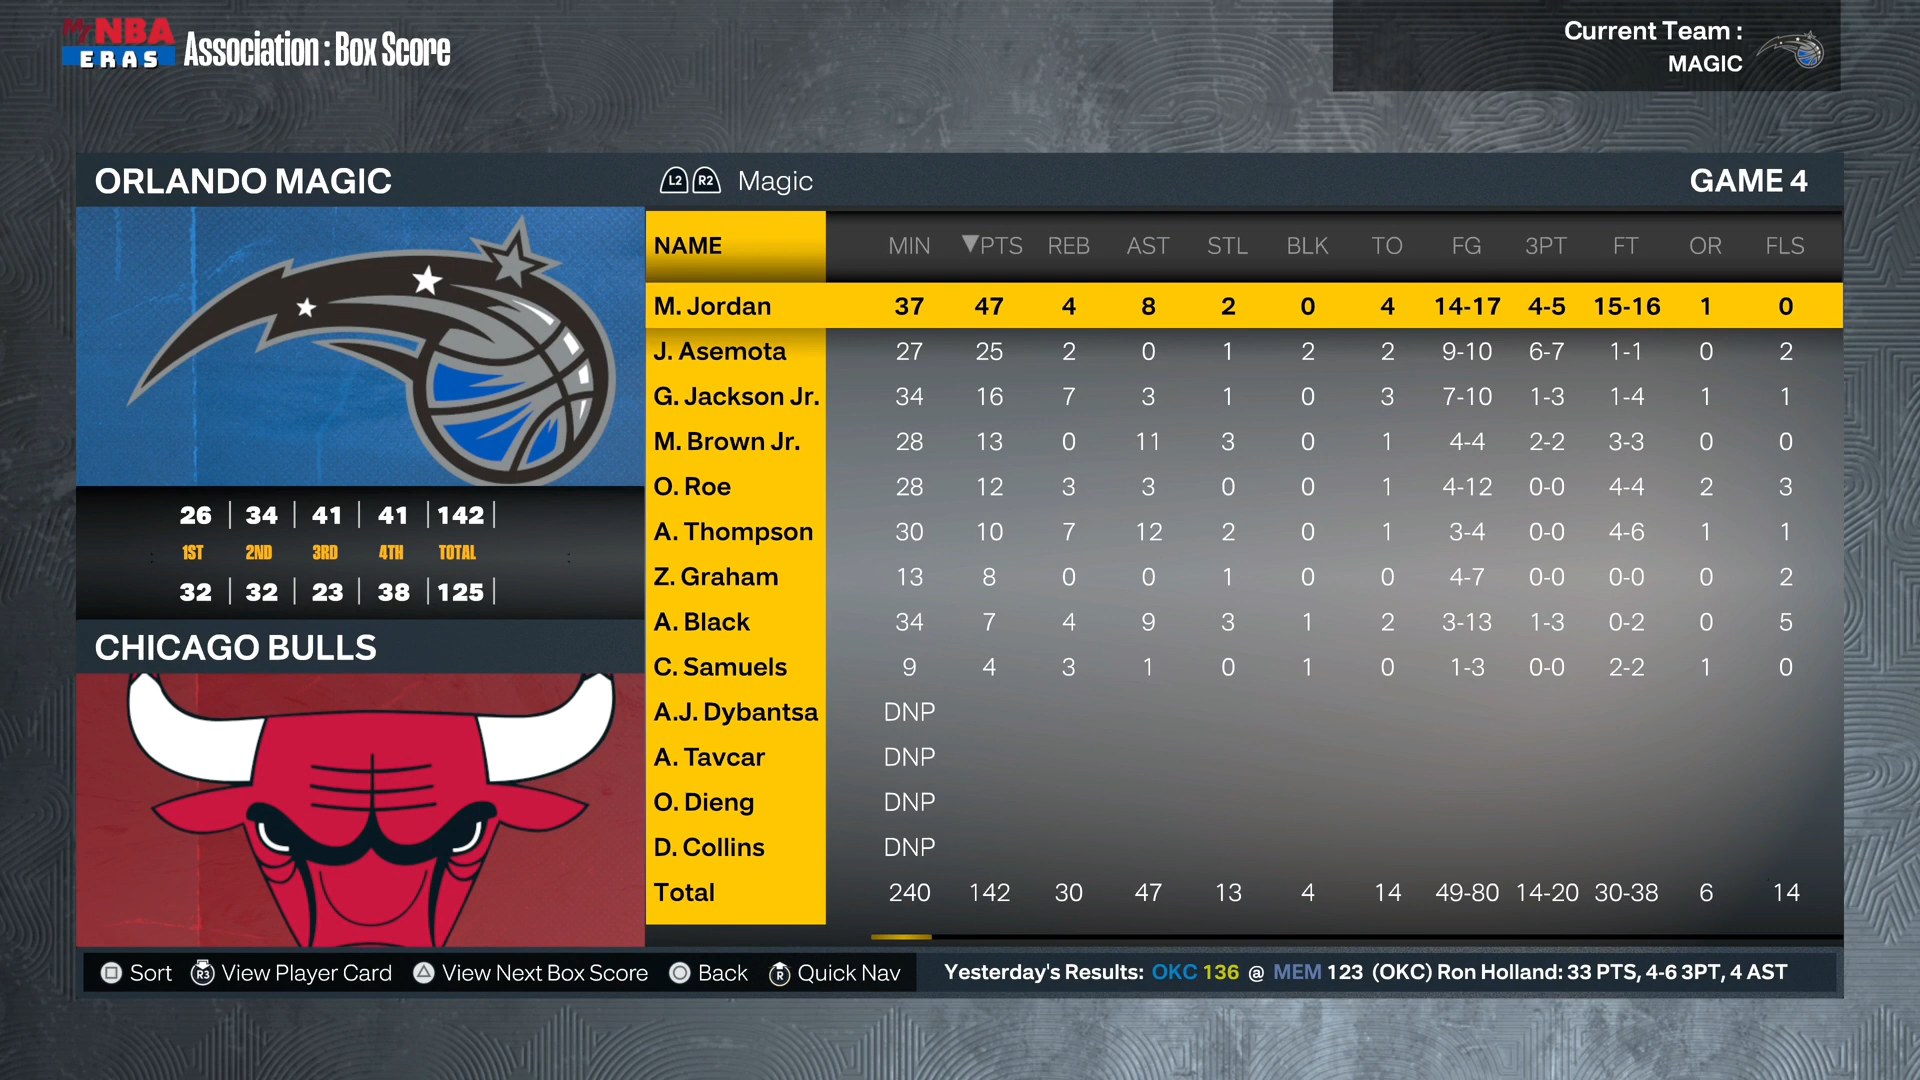 MyNBA ERAS Association : Box Score
Current Team :
MAGIC
ORLANDO MAGIC
26 | 34 | 41 | 41 | 142 |
1ST 2ND 3RD 4TH TOTAL
32 | 32 | 23 | 38 | 125 |
CHICAGO BULLS
L2 R2 Magic GAME 4
NAME MIN ▼PTS REB AST STL BLK TO FG 3PT FT OR FLS
M. Jordan 37 47 4 8 2 0 4 14-17 4-5 15-16 1 0
J. Asemota 27 25 2 0 1 2 2 9-10 6-7 1-1 0 2
G. Jackson Jr. 34 16 7 3 1 0 3 7-10 1-3 1-4 1 1
M. Brown Jr. 28 13 0 11 3 0 1 4-4 2-2 3-3 0 0
O. Roe 28 12 3 3 0 0 1 4-12 0-0 4-4 2 3
A. Thompson 30 10 7 12 2 0 1 3-4 0-0 4-6 1 1
Z. Graham 13 8 0 0 1 0 0 4-7 0-0 0-0 0 2
A. Black 34 7 4 9 3 1 2 3-13 1-3 0-2 0 5
C. Samuels 9 4 3 1 0 1 0 1-3 0-0 2-2 1 0
A.J. Dybantsa DNP
A. Tavcar DNP
O. Dieng DNP
D. Collins DNP
Total 240 142 30 47 13 4 14 49-80 14-20 30-38 6 14
Sort R3 View Player Card View Next Box Score Back R Quick Nav
Yesterday's Results: OKC 136 @ MEM 123 (OKC) Ron Holland: 33 PTS, 4-6 3PT, 4 AST